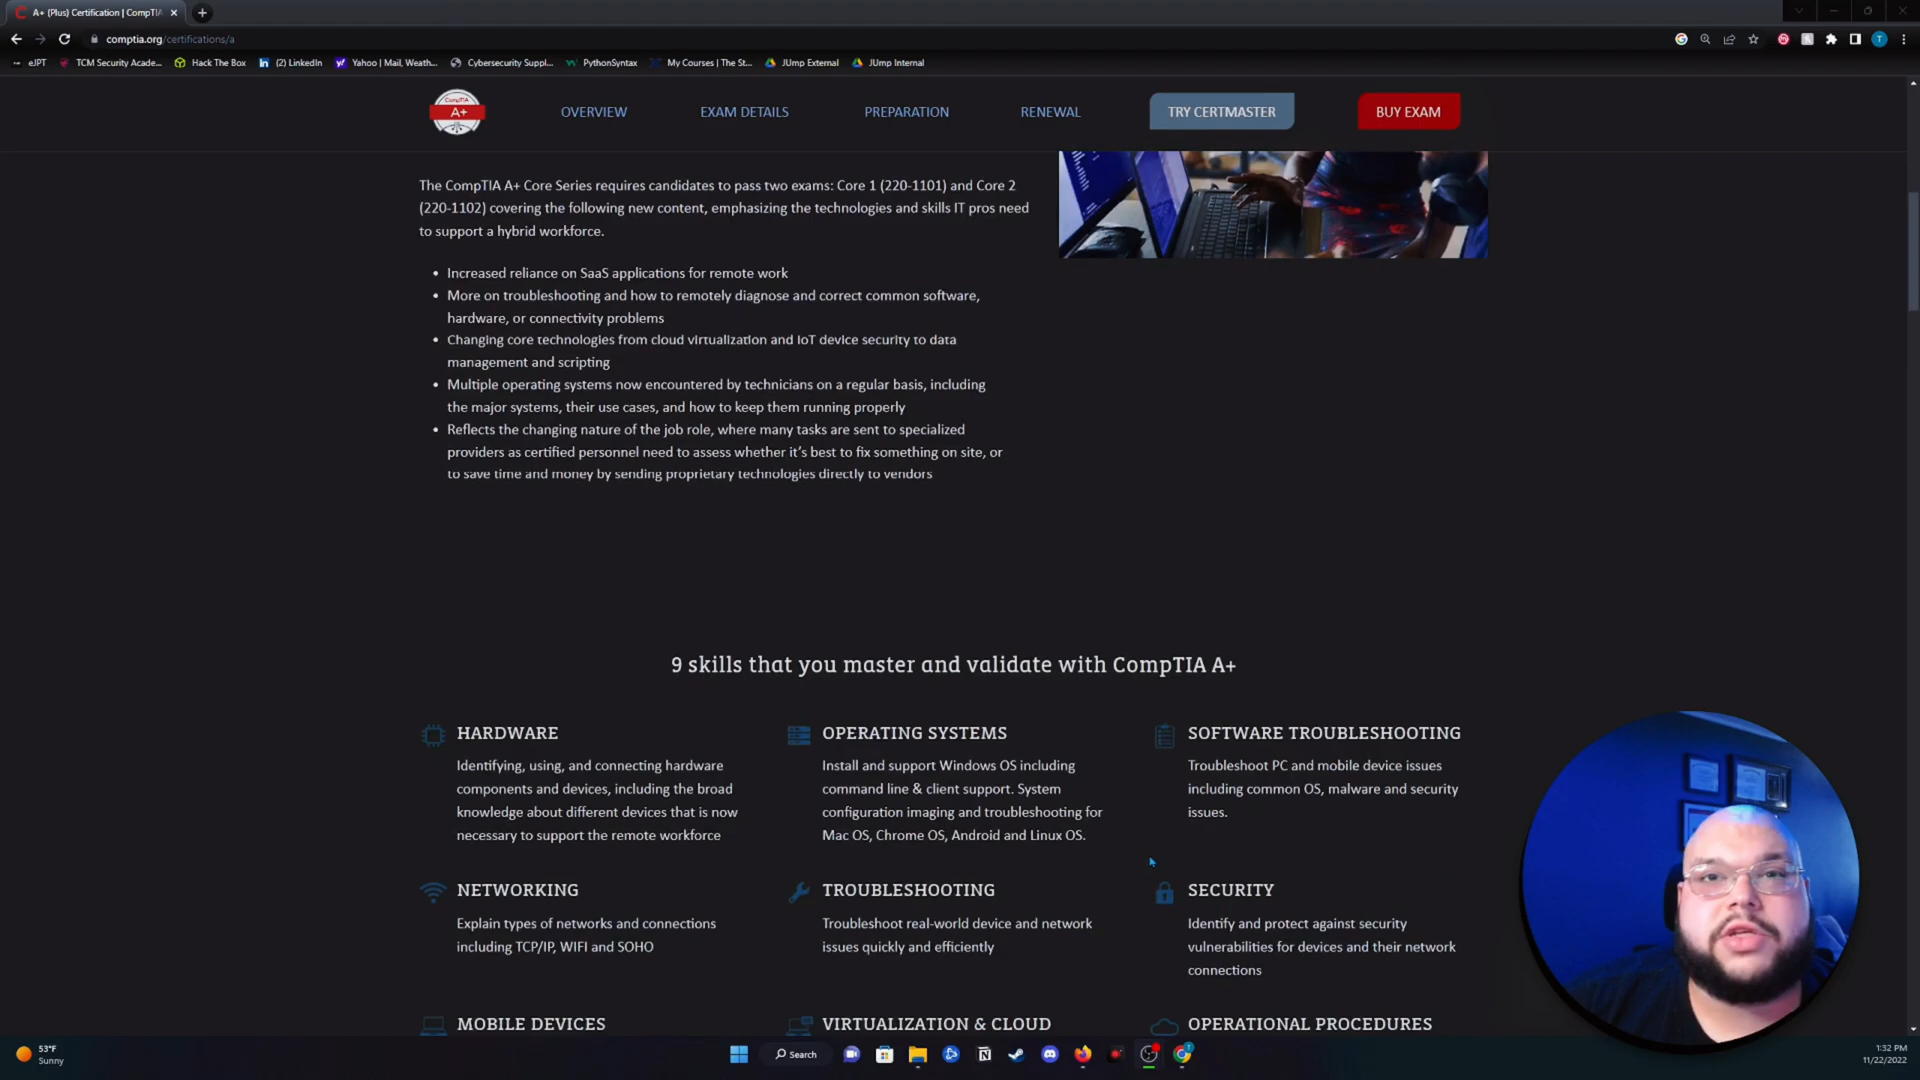 A+ (Plus) Certification | CompTIA
comptia.org/certifications/a
eJPT
TCM Security Acade...
Hack The Box
(2) LinkedIn
Yahoo | Mail, Weath...
Cybersecurity Suppl...
PythonSyntax
My Courses | The St...
JUmp External
JUmp Internal
CompTIA
A+
OVERVIEW
EXAM DETAILS
PREPARATION
RENEWAL
TRY CERTMASTER
BUY EXAM
The CompTIA A+ Core Series requires candidates to pass two exams: Core 1 (220-1101) and Core 2
(220-1102) covering the following new content, emphasizing the technologies and skills IT pros need
to support a hybrid workforce.
• Increased reliance on SaaS applications for remote work
• More on troubleshooting and how to remotely diagnose and correct common software,
hardware, or connectivity problems
• Changing core technologies from cloud virtualization and IoT device security to data
management and scripting
• Multiple operating systems now encountered by technicians on a regular basis, including
the major systems, their use cases, and how to keep them running properly
• Reflects the changing nature of the job role, where many tasks are sent to specialized
providers as certified personnel need to assess whether it's best to fix something on site, or
to save time and money by sending proprietary technologies directly to vendors
9 skills that you master and validate with CompTIA A+
HARDWARE
Identifying, using, and connecting hardware
components and devices, including the broad
knowledge about different devices that is now
necessary to support the remote workforce
OPERATING SYSTEMS
Install and support Windows OS including
command line & client support. System
configuration imaging and troubleshooting for
Mac OS, Chrome OS, Android and Linux OS.
SOFTWARE TROUBLESHOOTING
Troubleshoot PC and mobile device issues
including common OS, malware and security
issues.
NETWORKING
Explain types of networks and connections
including TCP/IP, WIFI and SOHO
TROUBLESHOOTING
Troubleshoot real-world device and network
issues quickly and efficiently
SECURITY
Identify and protect against security
vulnerabilities for devices and their network
connections
MOBILE DEVICES
VIRTUALIZATION & CLOUD
OPERATIONAL PROCEDURES
53°F
Sunny
Search
1:32 PM
11/22/2022